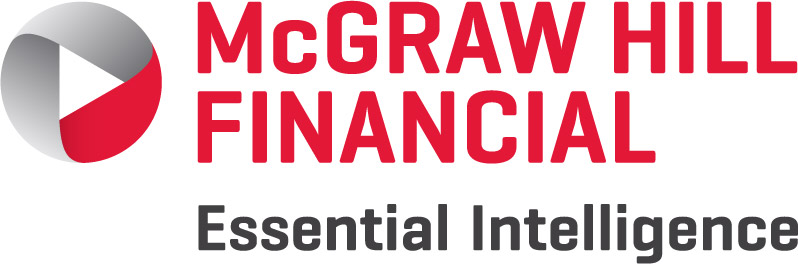 McGRAW HILL
FINANCIAL
Essential Intelligence